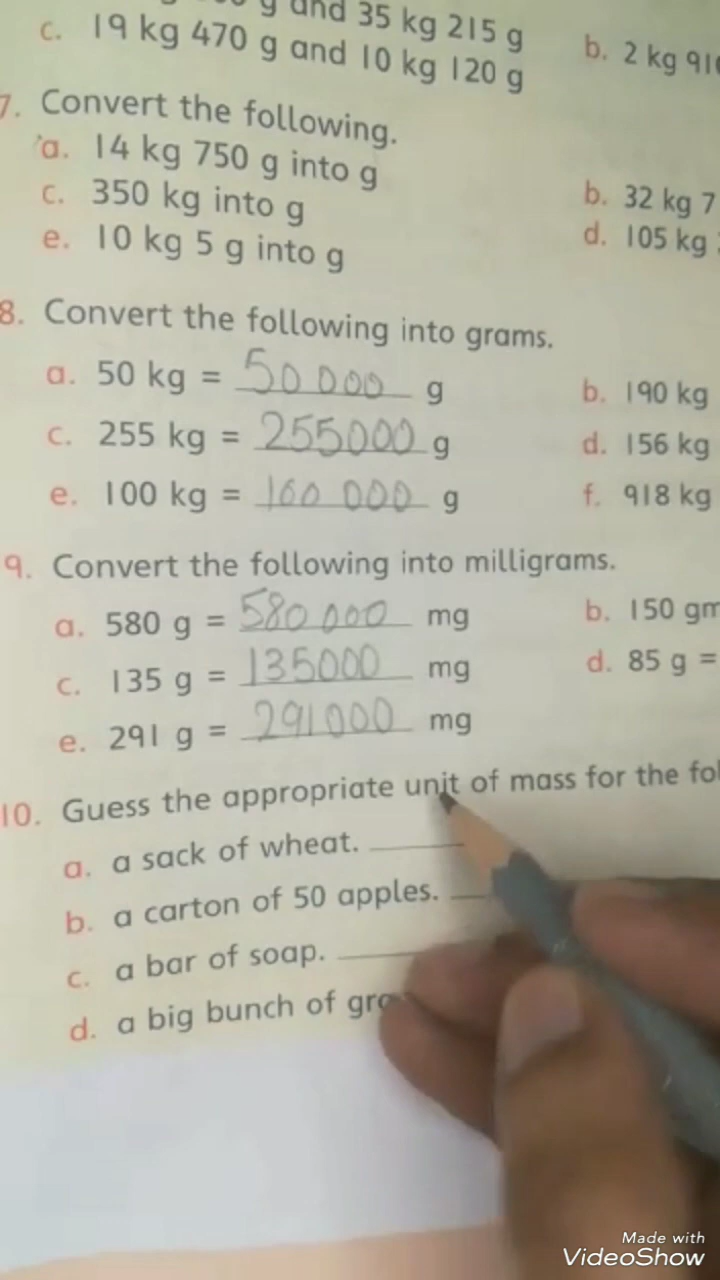 g and 35 kg 215 g
c. 19 kg 470 g and 10 kg 120 g
b. 2 kg 91
7. Convert the following.
a. 14 kg 750 g into g
b. 32 kg 7
c. 350 kg into g
d. 105 kg
e. 10 kg 5 g into g
8. Convert the following into grams.
a. 50 kg = 50 000 g
b. 190 kg
c. 255 kg = 255000 g
d. 156 kg
e. 100 kg = 100 000 g
f. 918 kg
9. Convert the following into milligrams.
a. 580 g = 580 000 mg
b. 150 gm
c. 135 g = 135000 mg
d. 85 g =
e. 291 g = 291000 mg
10. Guess the appropriate unit of mass for the
a. a sack of wheat.
b. a carton of 50 apples.
c. a bar of soap.
d. a big bunch of
Made with
VideoShow